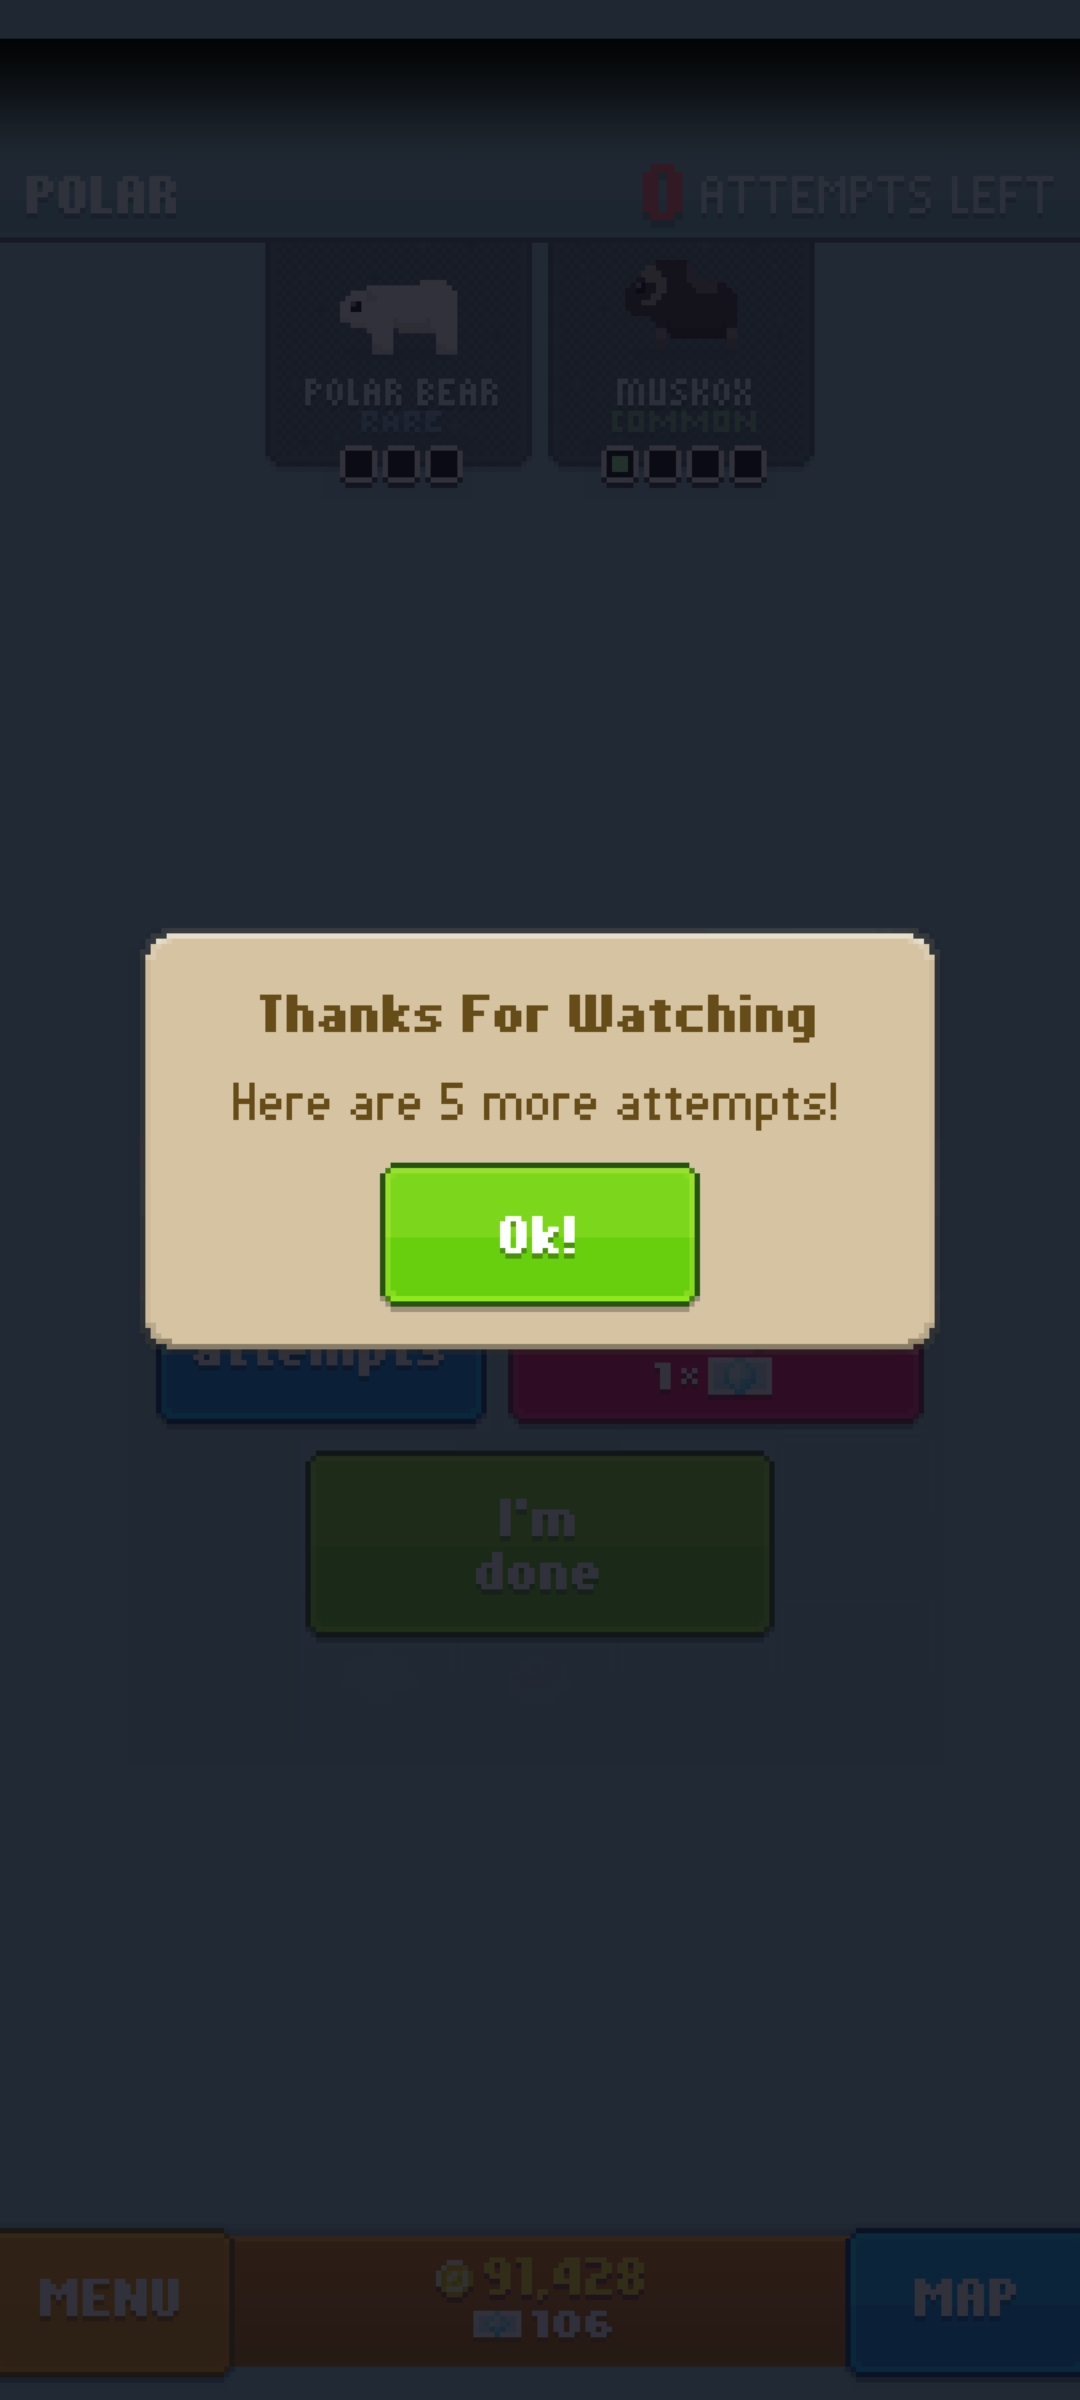 POLAR
0 ATTEMPTS LEFT
POLAR BEAR
RARE
MUSKOX
COMMON
Thanks For Watching
Here are 5 more attempts!
Ok!
attempts
1×
I'm
done
MENU
91,428
106
MAP